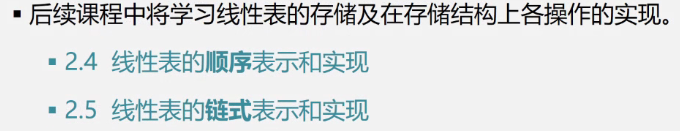 ▪ 后续课程中将学习线性表的存储及在存储结构上各操作的实现。
▪ 2.4 线性表的顺序表示和实现
▪ 2.5 线性表的链式表示和实现